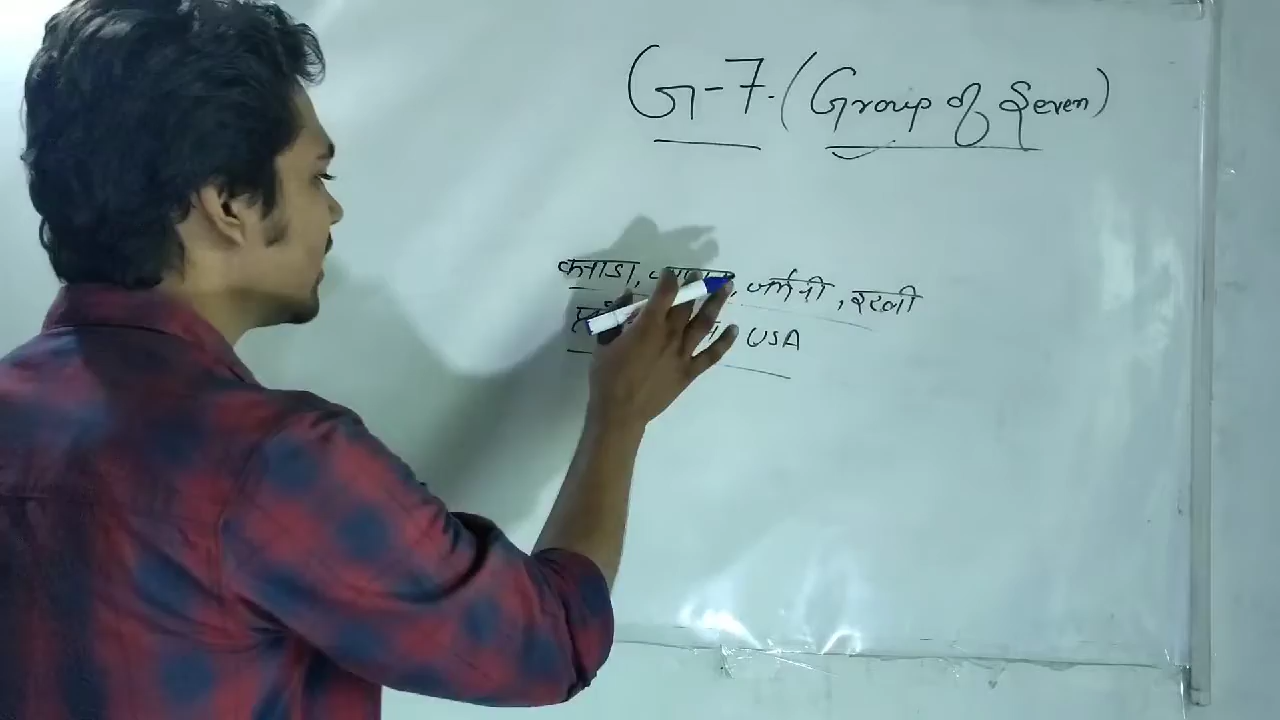 G-7. (Group of Seven)
कनाडा, जर्मनी, इटली
USA